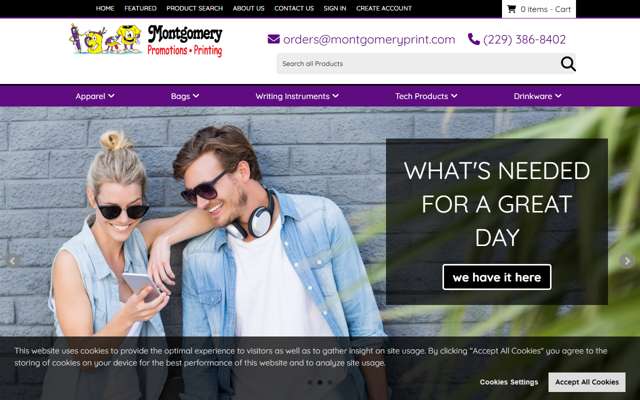 HOME FEATURED PRODUCT SEARCH ABOUT US CONTACT US SIGN IN CREATE ACCOUNT
0 items - Cart
Montgomery
Promotions • Printing
orders@montgomeryprint.com (229) 386-8402
Search all Products
Apparel Bags Writing Instruments Tech Products Drinkware
WHAT'S NEEDED
FOR A GREAT
DAY
we have it here
This website uses cookies to provide the optimal experience to visitors as well as to gather insight on site usage. By clicking "Accept All Cookies" you agree to the
storing of cookies on your device for the best performance of this website and to analyze site usage.
Cookies Settings Accept All Cookies